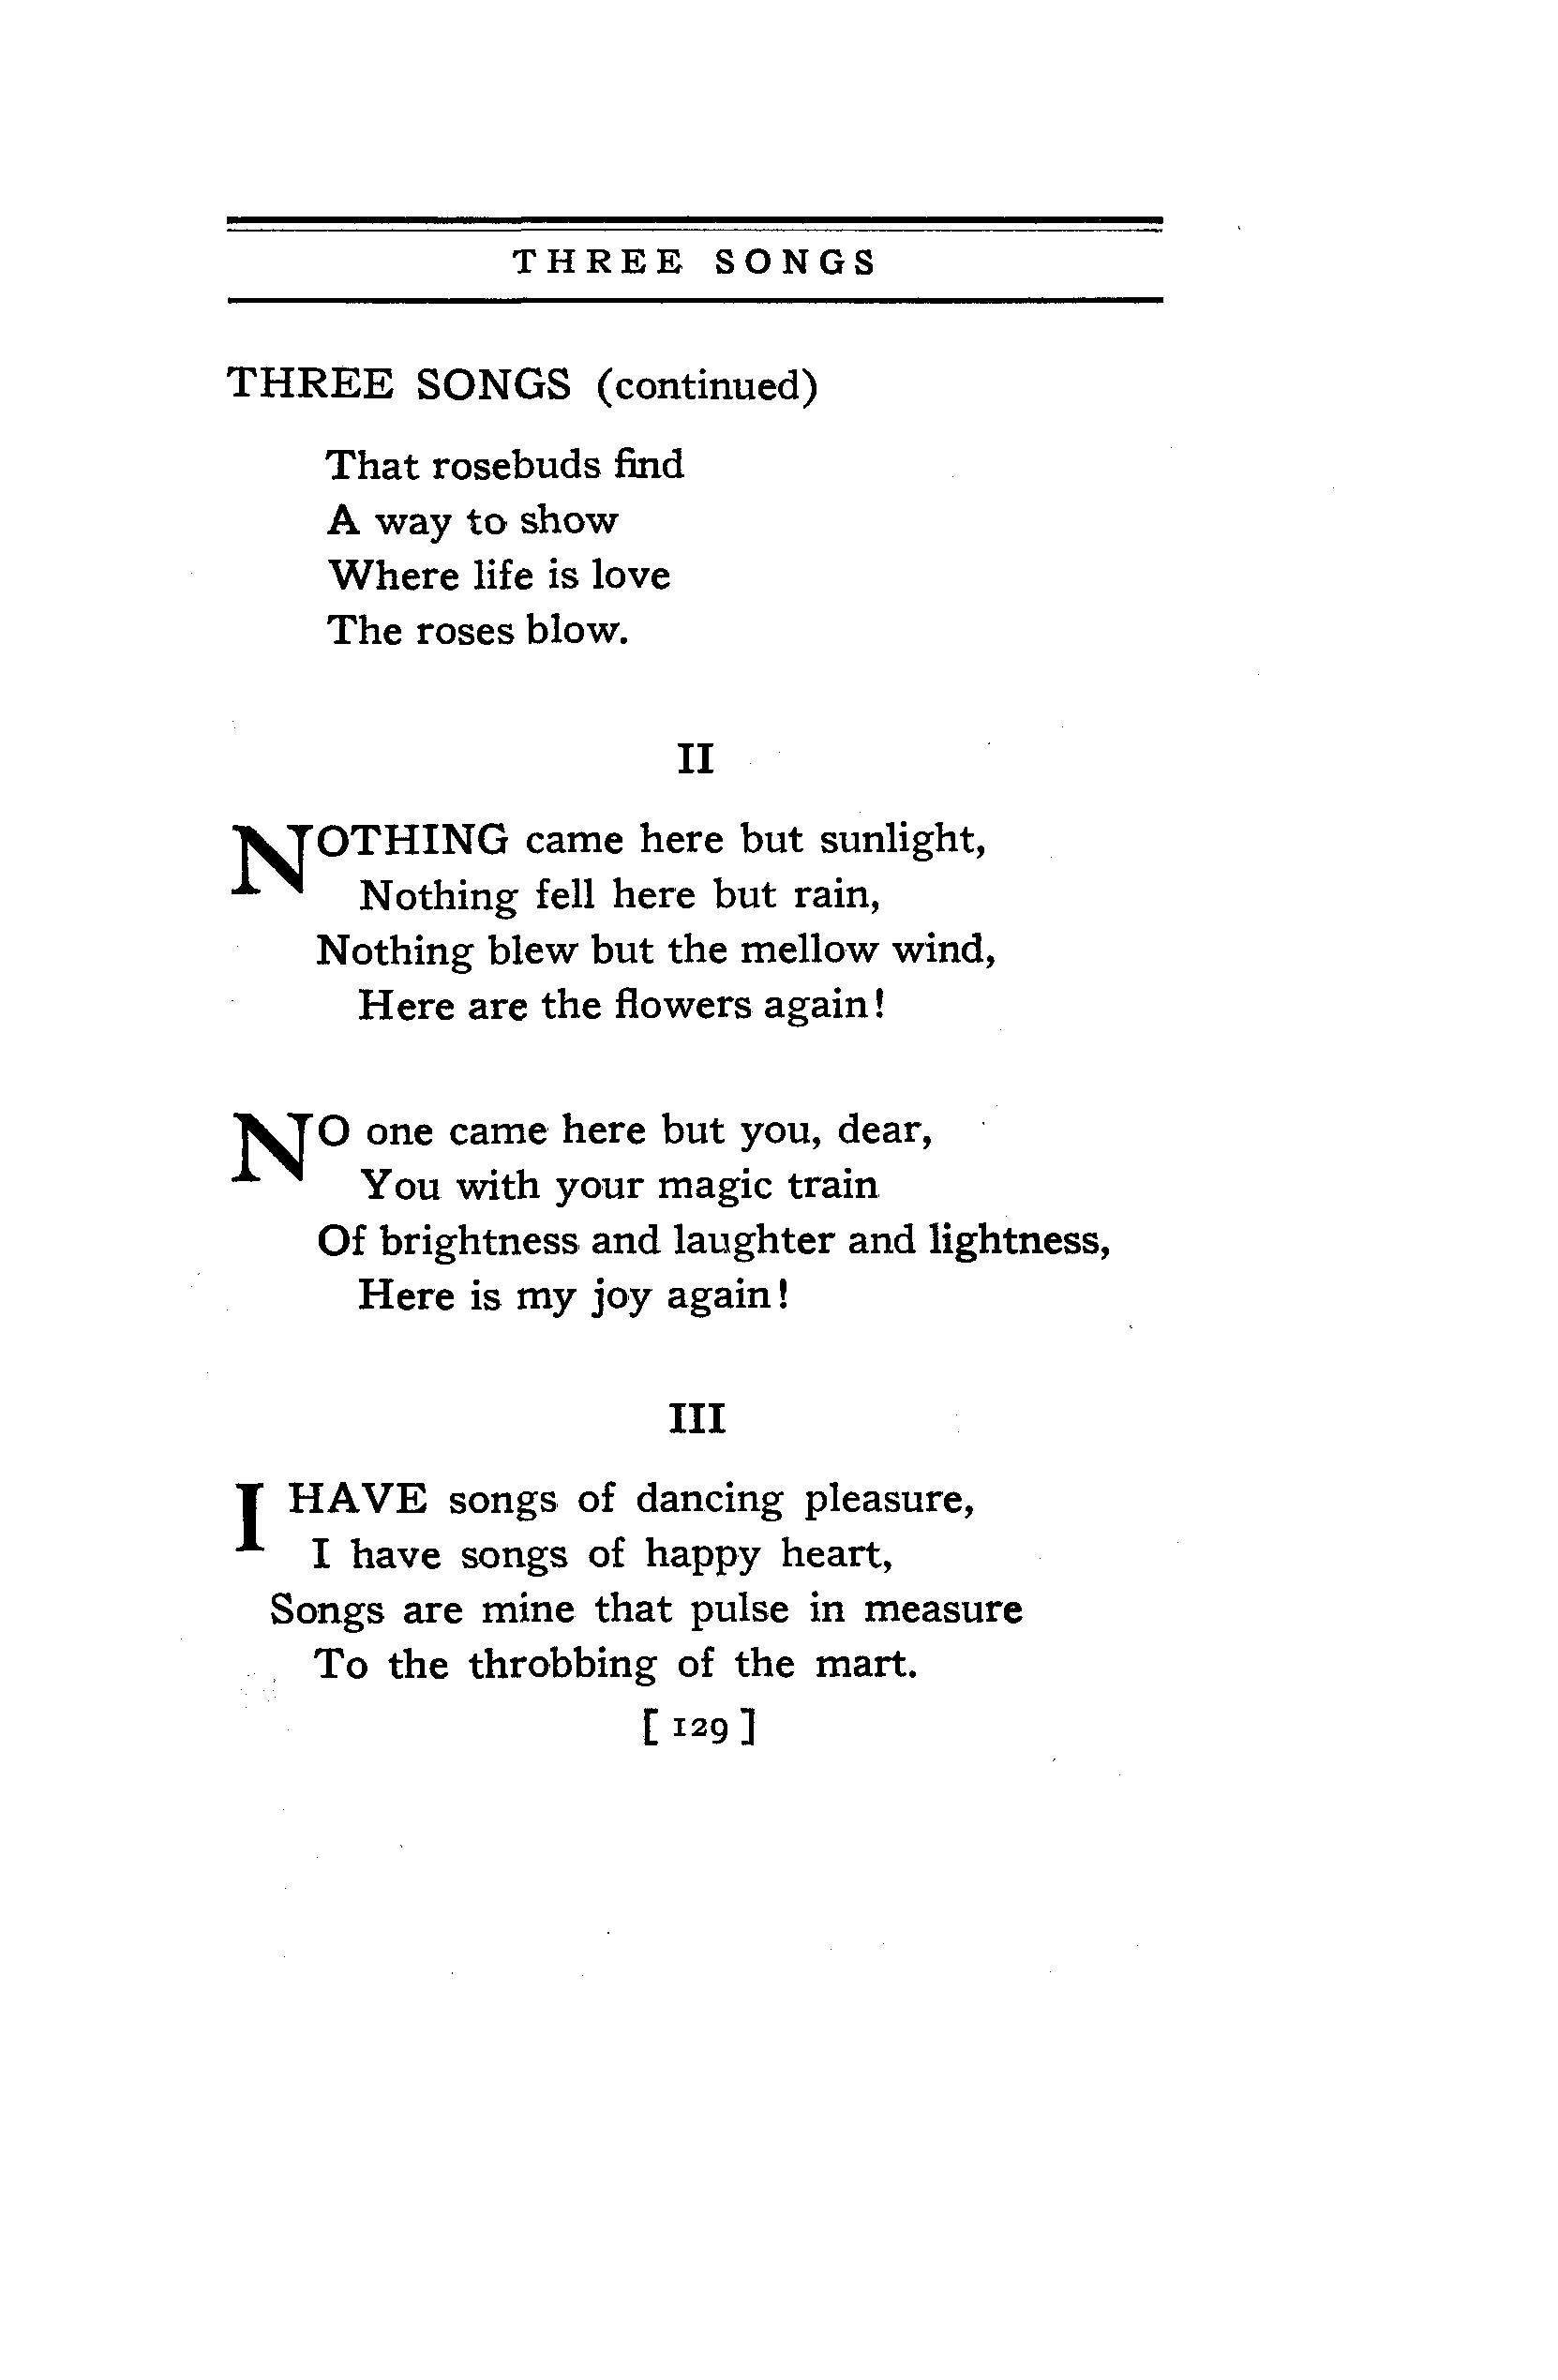 THREE SONGS
THREE SONGS (continued)
That rosebuds find
A way to show
Where life is love
The roses blow.
II
NOTHING came here but sunlight,
Nothing fell here but rain,
Nothing blew but the mellow wind,
Here are the flowers again!
NO one came here but you, dear,
You with your magic train
Of brightness and laughter and lightness,
Here is my joy again!
III
I HAVE songs of dancing pleasure,
I have songs of happy heart,
Songs are mine that pulse in measure
To the throbbing of the mart.
[ 129 ]